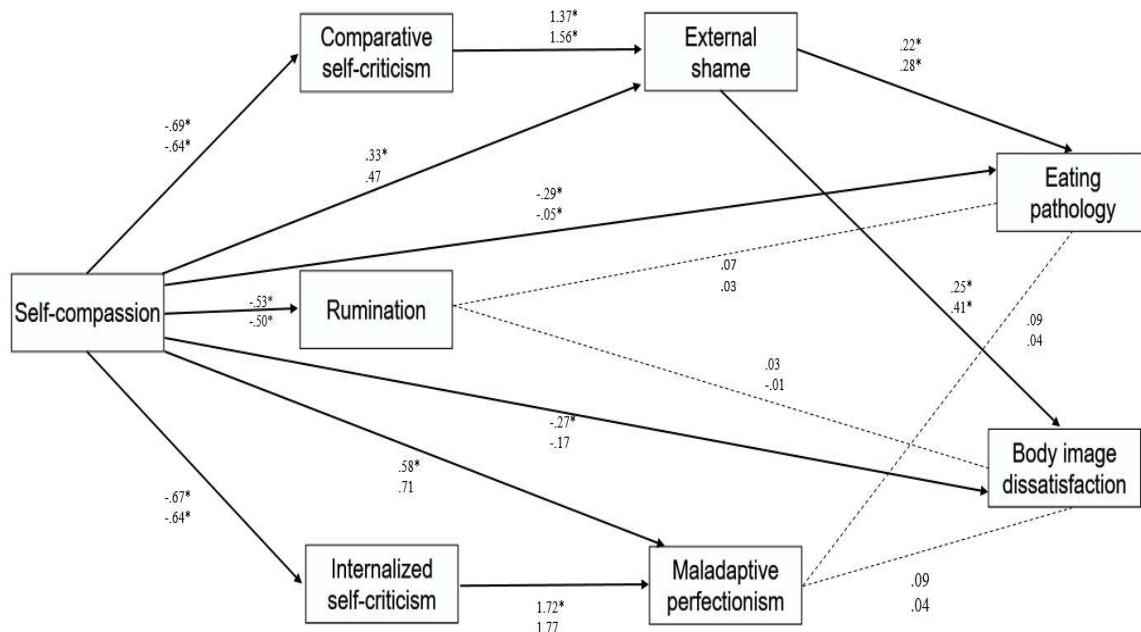 Comparative
self-criticism
1.37*
1.56*
External
shame
.22*
.28*
-.69*
-.64*
.33*
.47
-.29*
-.05*
Eating
pathology
Self-compassion
-.53*
-.50*
Rumination
.07
.03
.25*
.41*
.09
.04
.03
-.01
-.27*
-.17
Body image
dissatisfaction
.58*
.71
-.67*
-.64*
Internalized
self-criticism
1.72*
1.77
Maladaptive
perfectionism
.09
.04